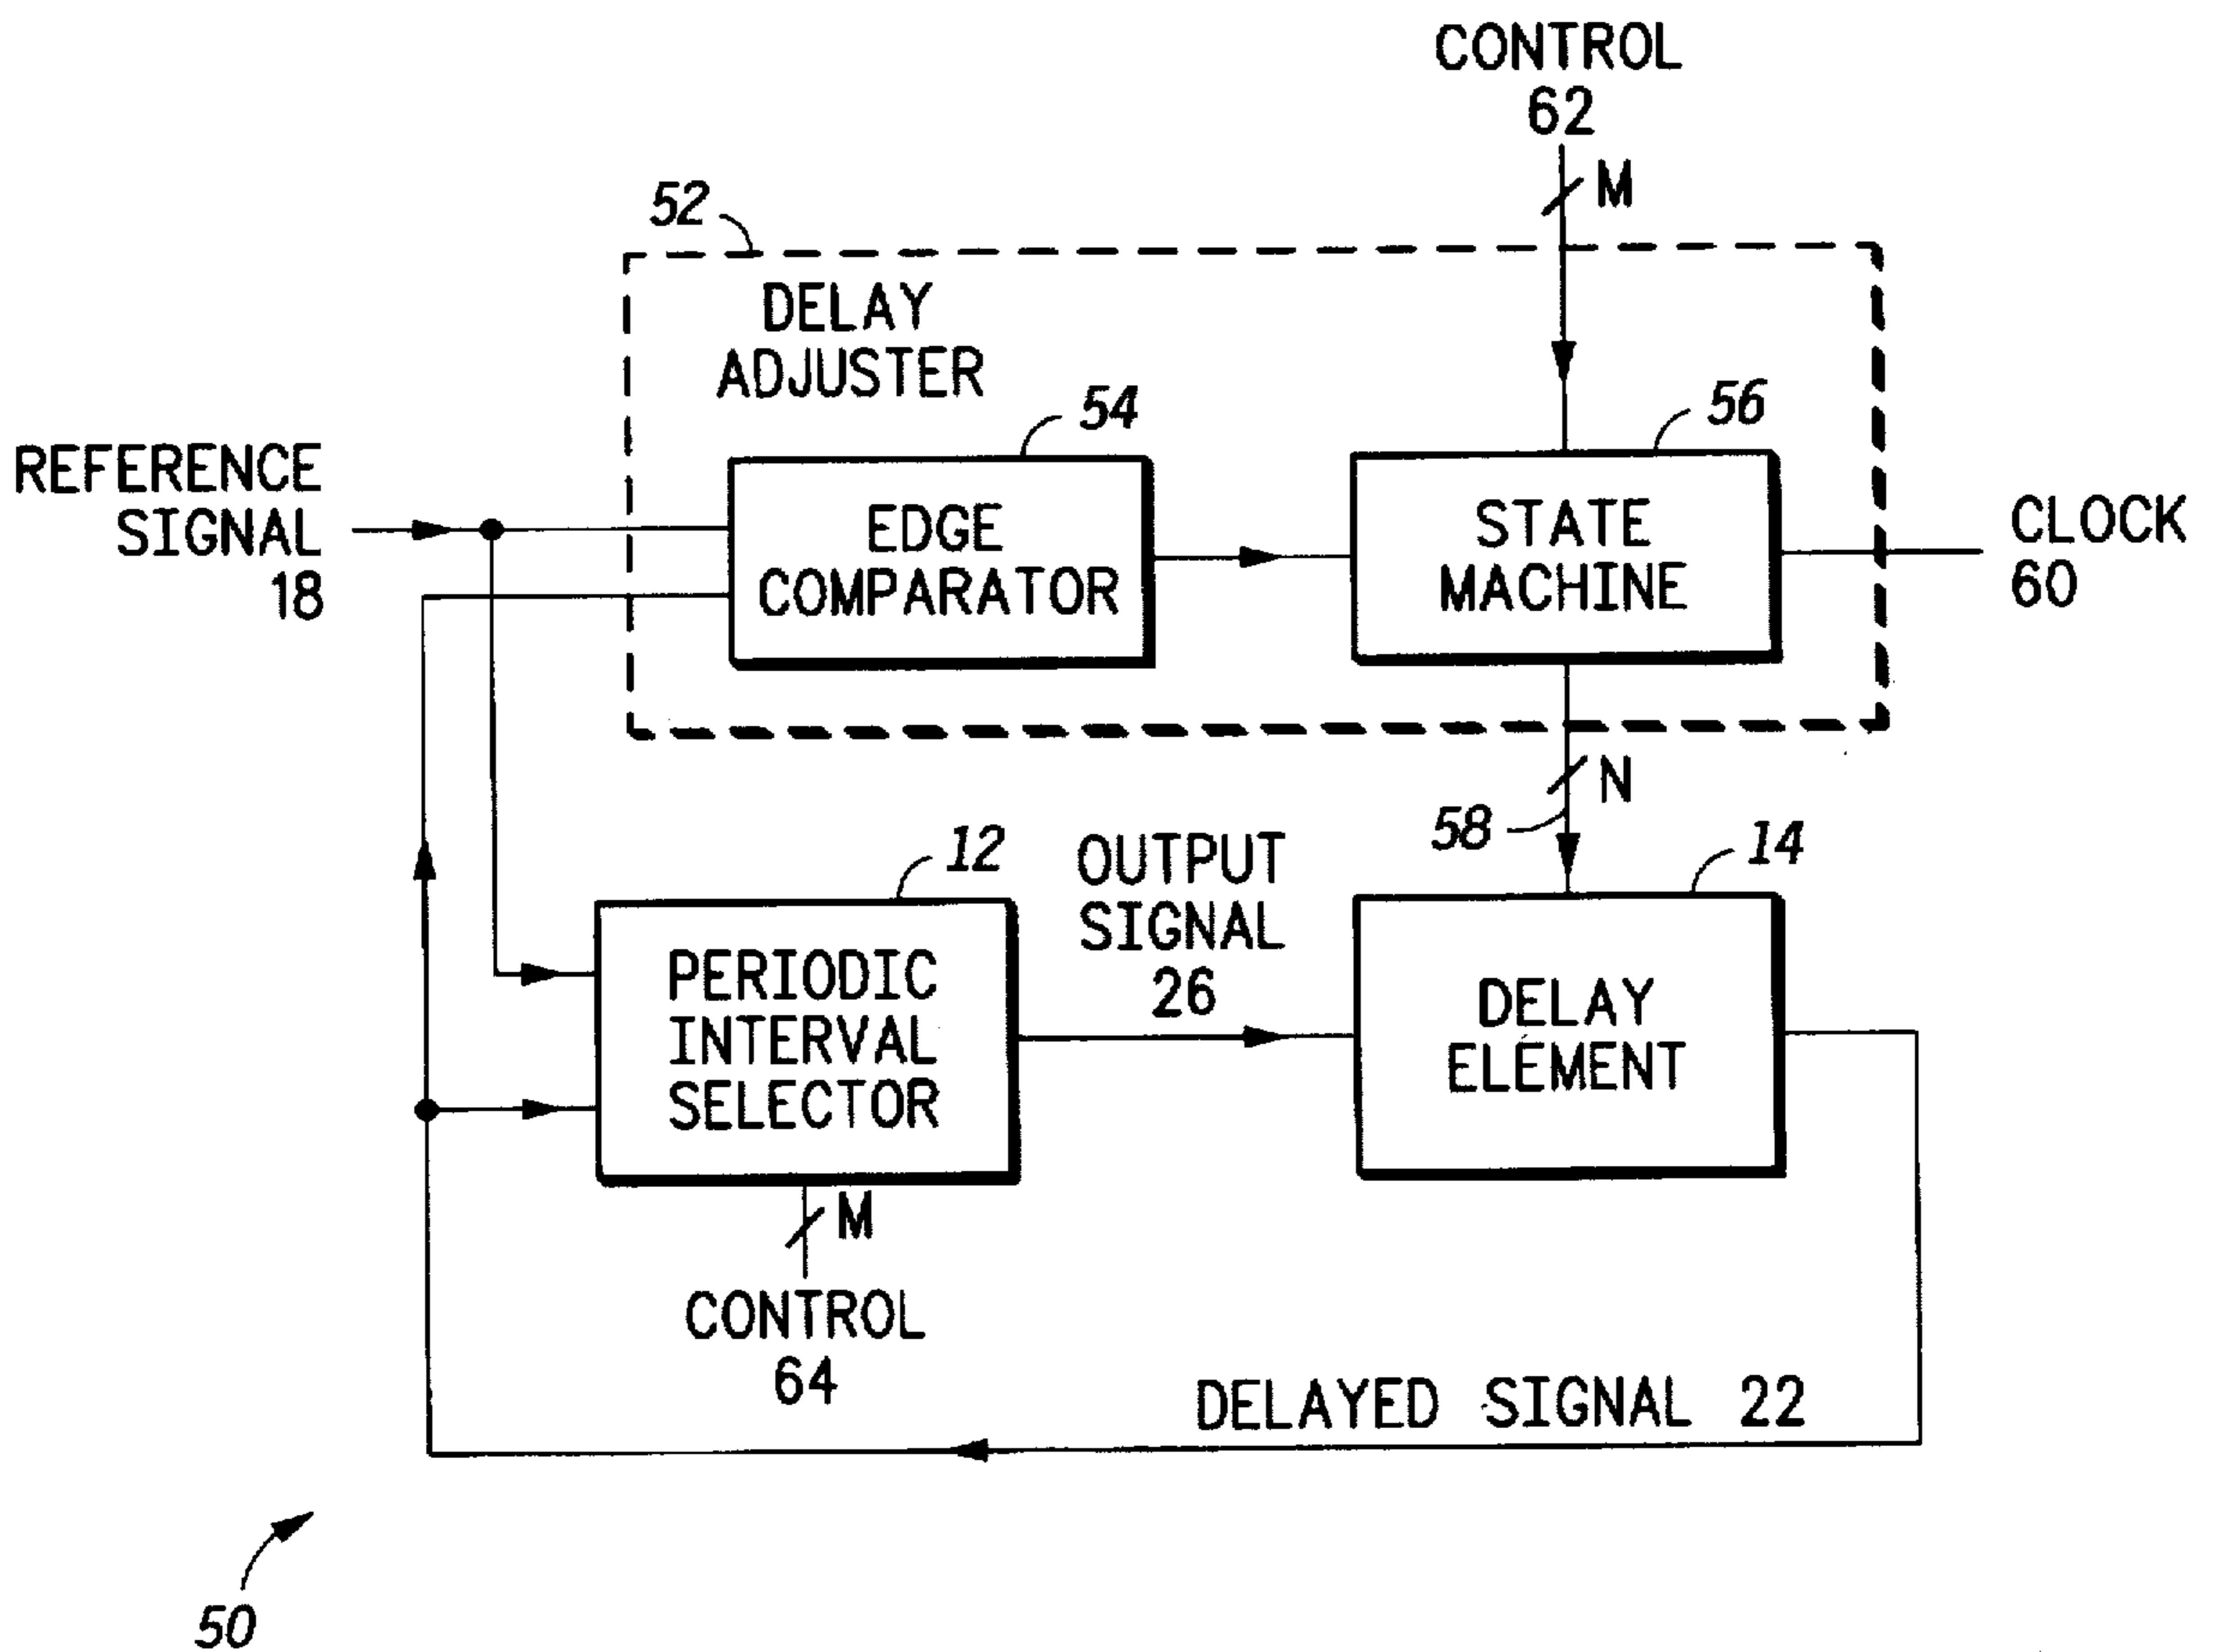 CONTROL
62
M
52
DELAY
ADJUSTER
54
56
REFERENCE
SIGNAL
18
EDGE
COMPARATOR
STATE
MACHINE
CLOCK
60
N
58
12
OUTPUT
SIGNAL
26
14
PERIODIC
INTERVAL
SELECTOR
DELAY
ELEMENT
M
CONTROL
64
DELAYED SIGNAL 22
50